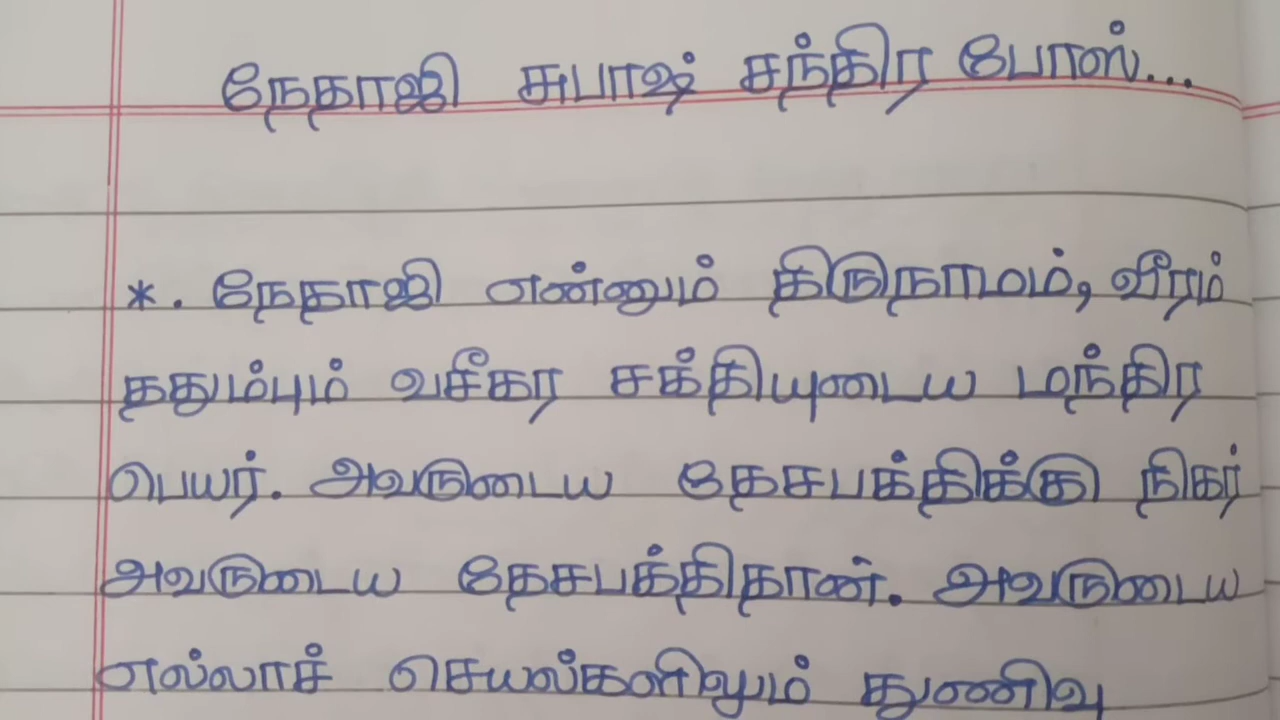 நேதாஜி சுபாஷ் சந்திர போஸ்...
*. நேதாஜி என்னும் திருநாமம், வீரம்
ததும்பும் வசீகர சக்தியுடைய மந்திர
பெயர். அவருடைய தேசபக்திக்கு நிகர்
அவருடைய தேசபக்திதான். அவருடைய
எல்லாச் செயல்களிலும் துணிவு